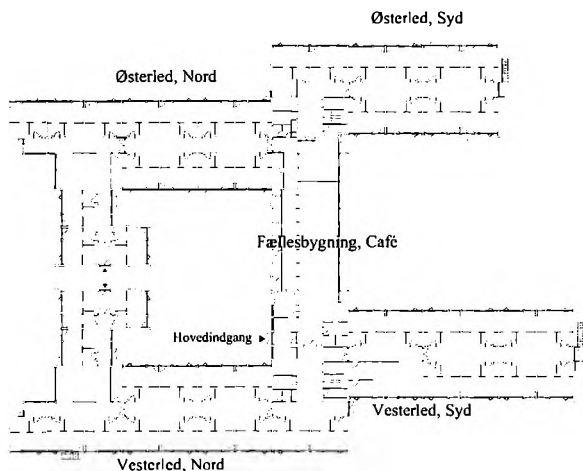 Østerled, Syd
Østerled, Nord
Fællesbygning, Café
Hovedindgang
Vesterled, Syd
Vesterled, Nord